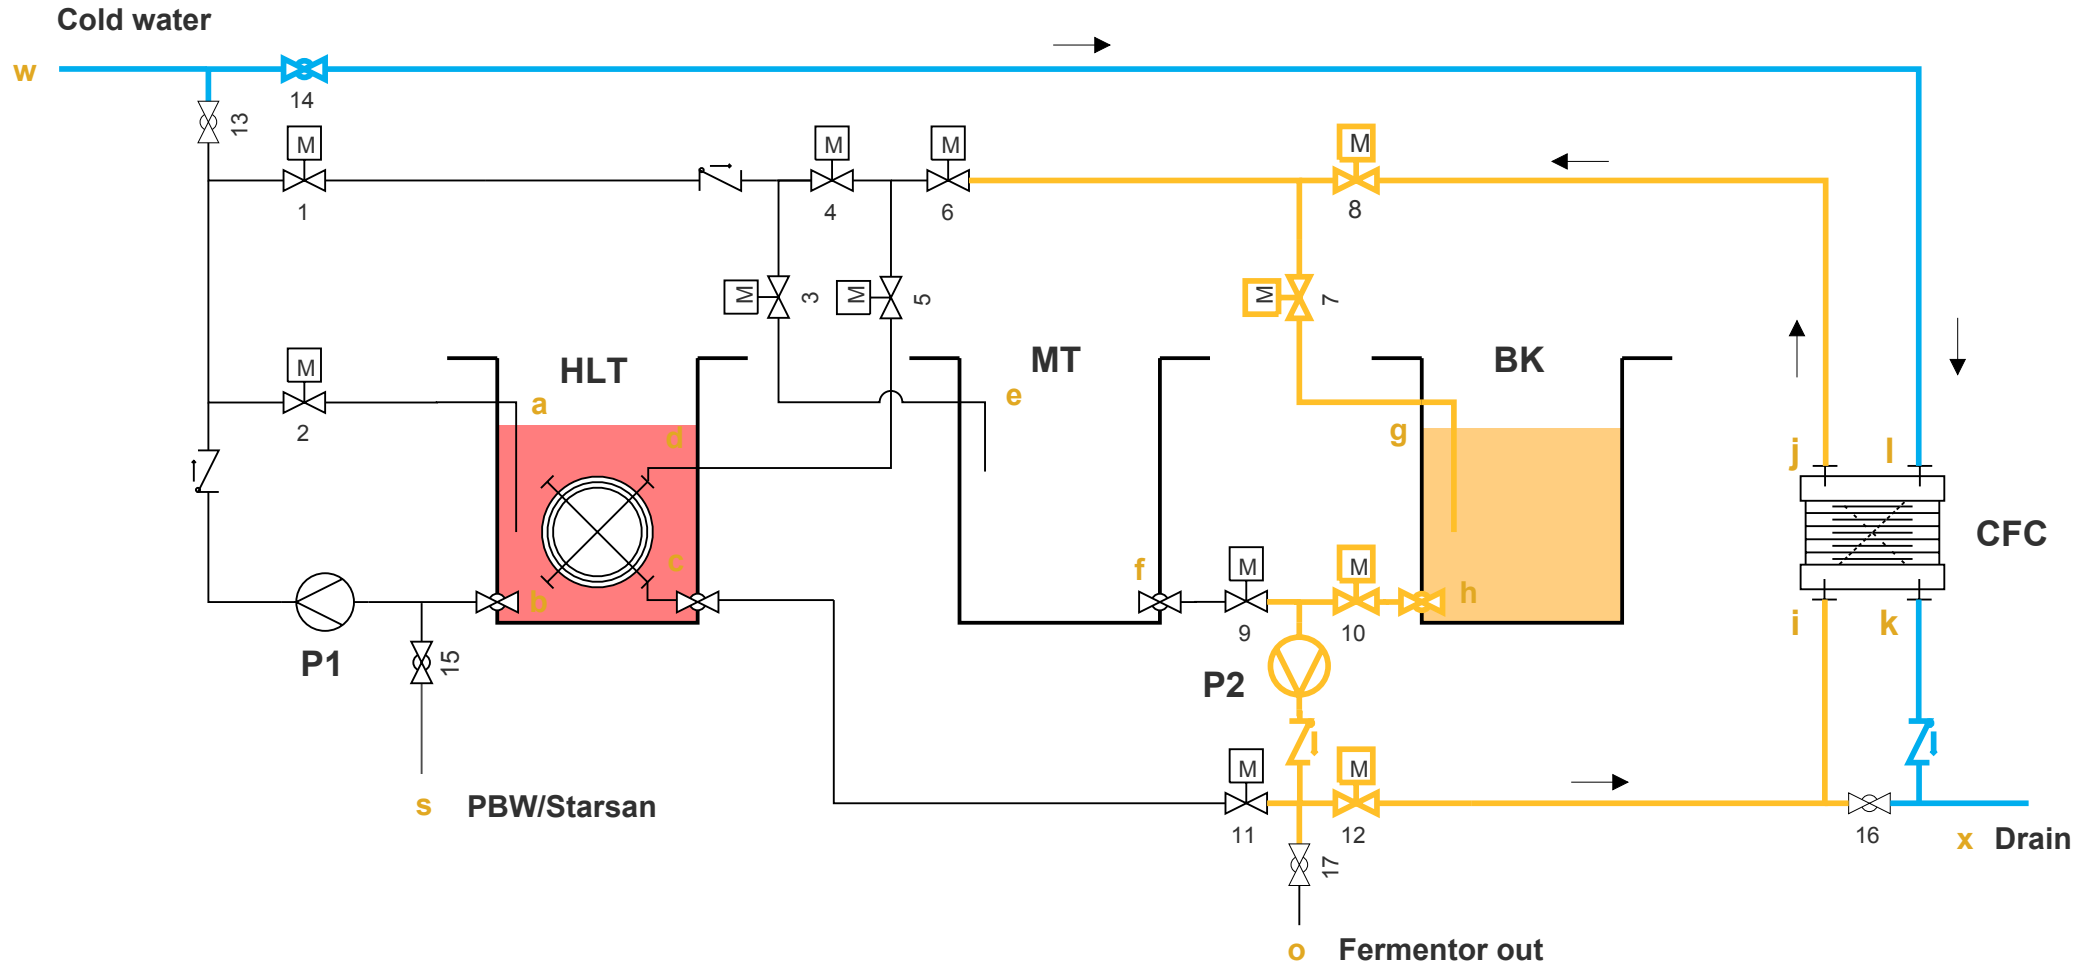 Cold water
w
14
13
M
M
M
M
1
4
6
8
M
3
M
5
M
7
M
HLT
MT
BK
a
e
2
d
g
j
l
CFC
c
f
M
M
b
h
i
k
9
10
P1
15
P2
M
M
s
PBW/Starsan
11
12
16
x
Drain
17
o
Fermentor out